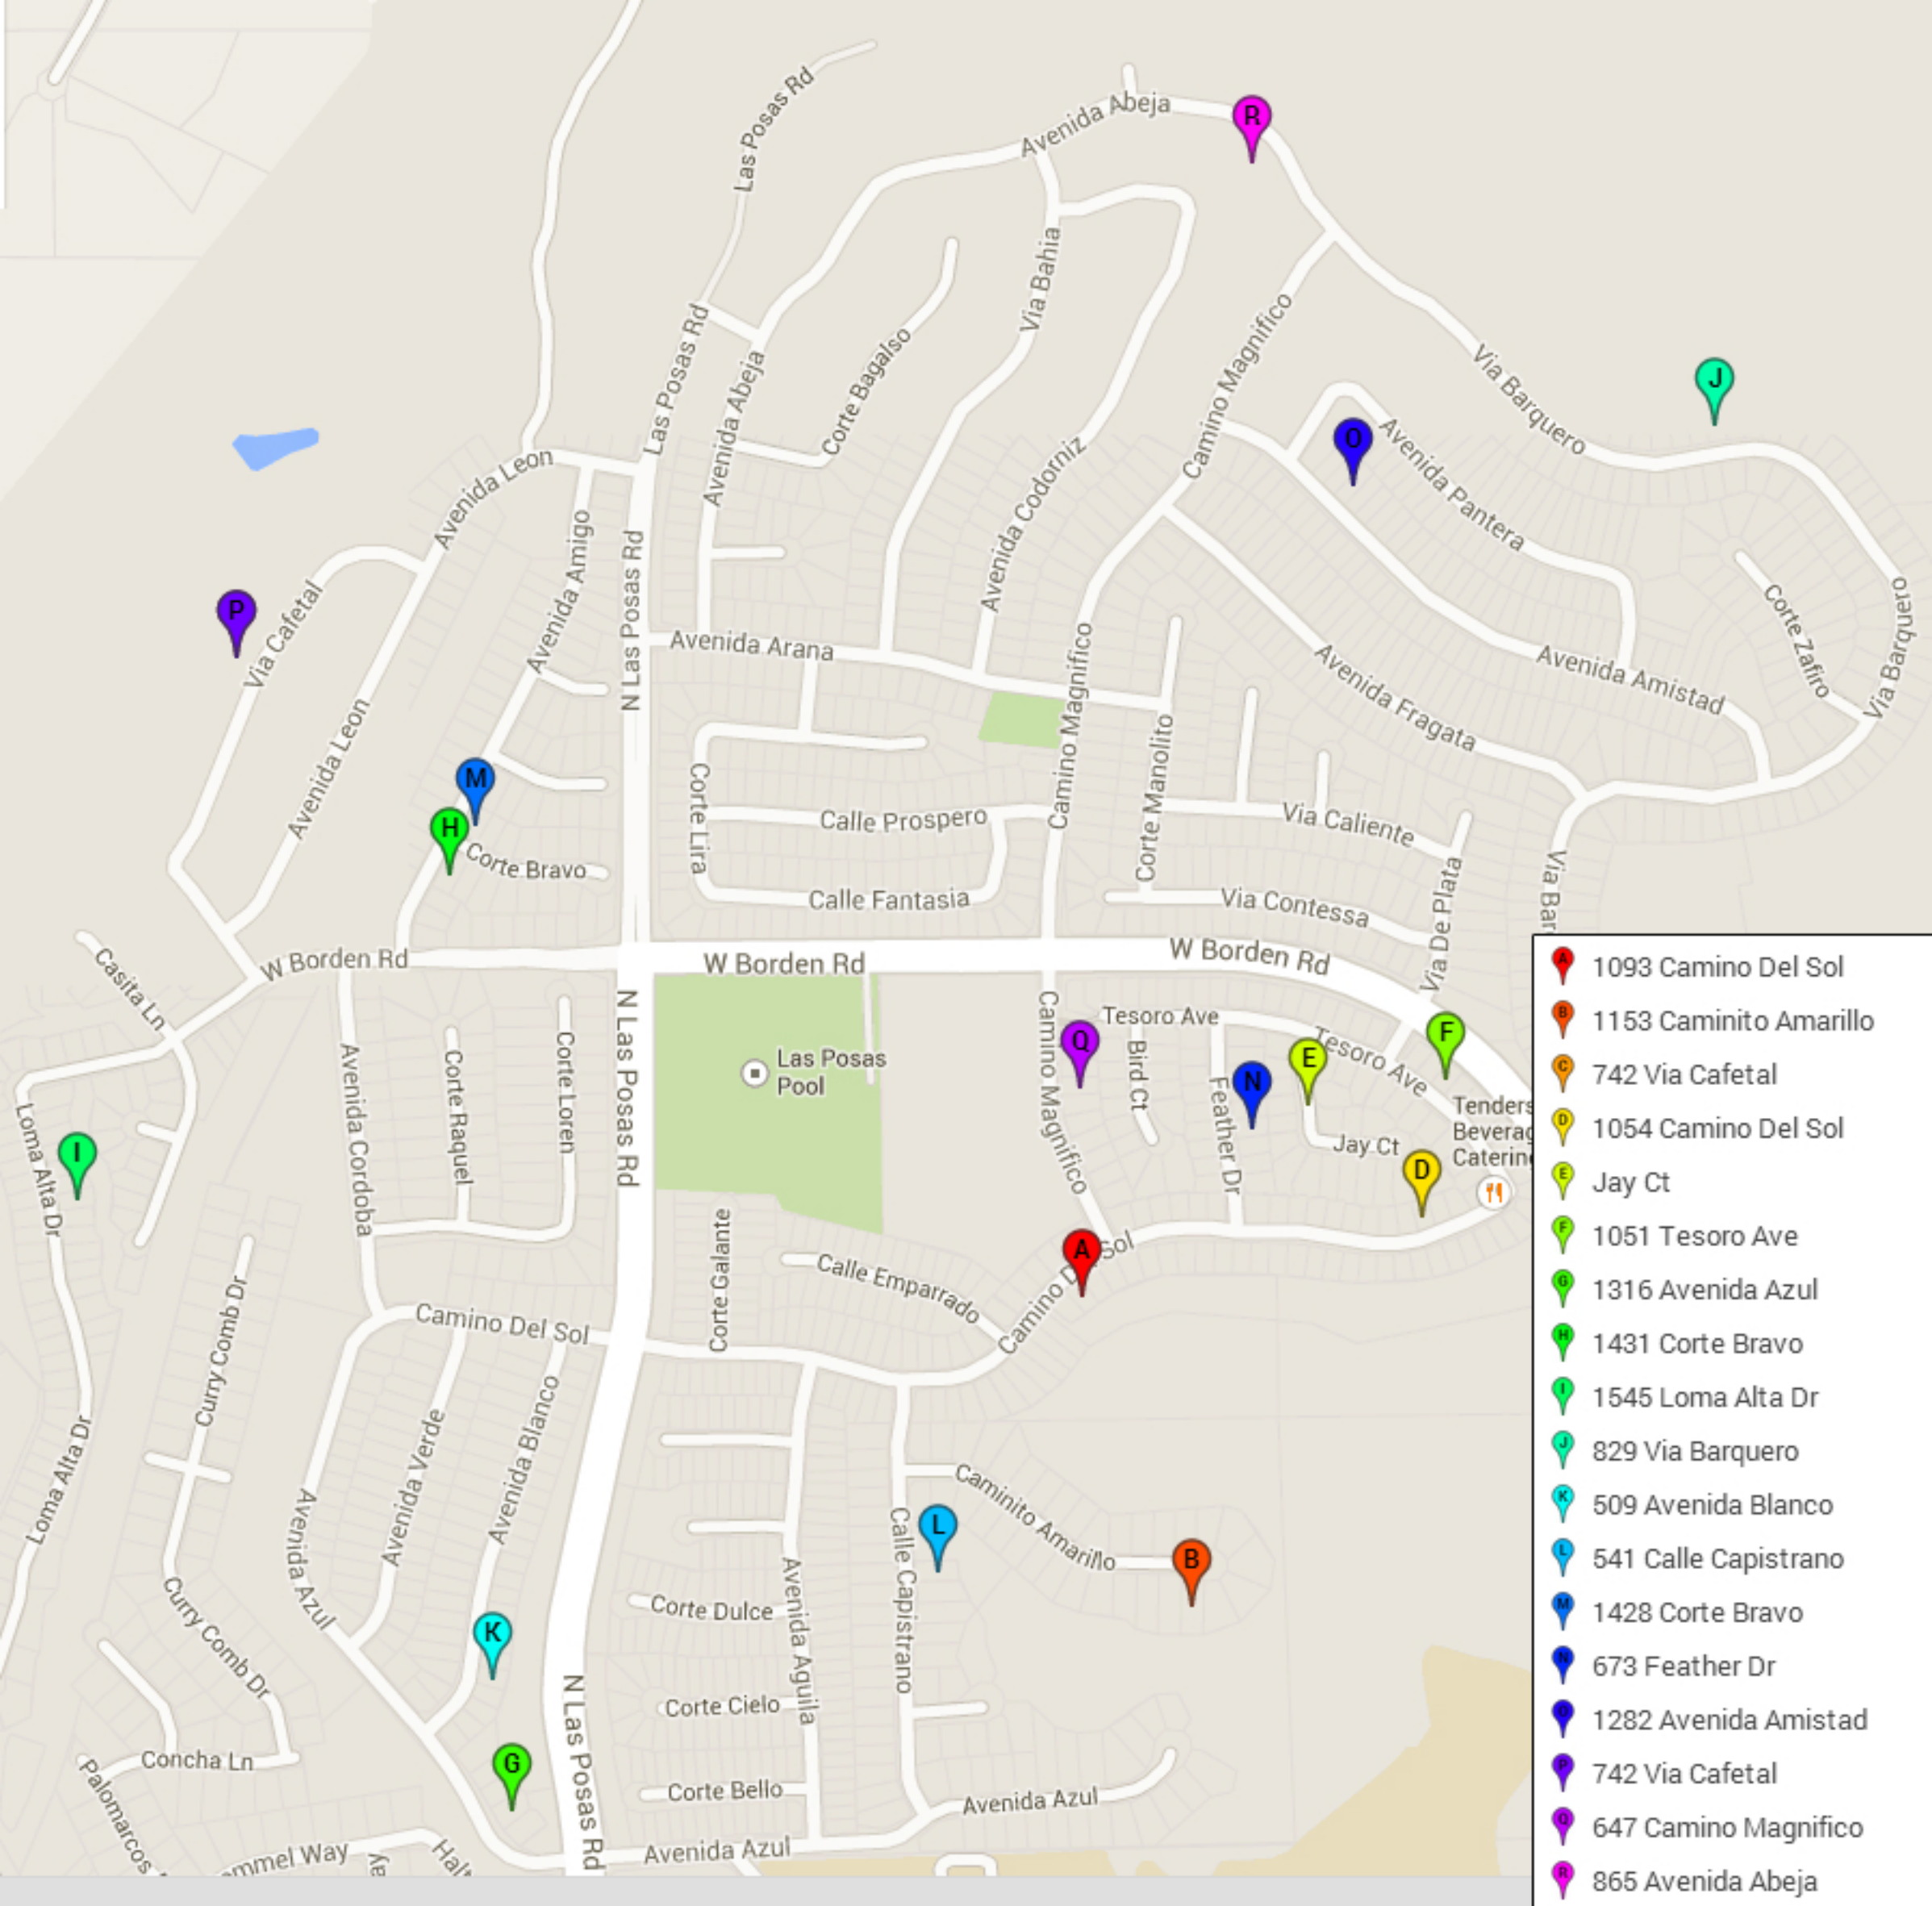 Las Posas Rd
Avenida Abeja
R
Via Bahia
Las Posas Rd
Camino Magnifico
Avenida Abeja
Corte Bagalso
Via Barquero
J
O
Avenida Pantera
Avenida Leon
Avenida Codorniz
Avenida Amigo
N Las Posas Rd
P
Via Cafetal
Avenida Arana
Corte Zafiro
Via Barquero
Avenida Amistad
Avenida Fragata
Camino Magnifico
Avenida Leon
M
H
Corte Bravo
Corte Lira
Calle Prospero
Corte Manolito
Via Caliente
Calle Fantasia
Via Contessa
Via De Plata
Via Bar
W Borden Rd
W Borden Rd
W Borden Rd
Casita Ln
N Las Posas Rd
Camino Magnifico
Tesoro Ave
Q
Bird Ct
Tesoro Ave
F
E
N
Feather Dr
Las Posas
Pool
Avenida Cordoba
Corte Raquel
Corte Loren
Loma Alta Dr
I
Jay Ct
D
Tenders
Beverag
Caterin
Corte Galante
A
Camino D Sol
Calle Emparrado
Curry Comb Dr
Camino Del Sol
Loma Alta Dr
Avenida Verde
Avenida Blanco
Avenida Azul
Caminito Amarillo
L
B
Calle Capistrano
Avenida Aguila
Corte Dulce
Curry Comb Dr
K
Corte Cielo
N Las Posas Rd
G
Concha Ln
Palomarcos
Corte Bello
Avenida Azul
Avenida Azul
ommel Way
Halt
A 1093 Camino Del Sol
B 1153 Caminito Amarillo
C 742 Via Cafetal
D 1054 Camino Del Sol
E Jay Ct
F 1051 Tesoro Ave
G 1316 Avenida Azul
H 1431 Corte Bravo
I 1545 Loma Alta Dr
J 829 Via Barquero
K 509 Avenida Blanco
L 541 Calle Capistrano
M 1428 Corte Bravo
N 673 Feather Dr
O 1282 Avenida Amistad
P 742 Via Cafetal
Q 647 Camino Magnifico
R 865 Avenida Abeja